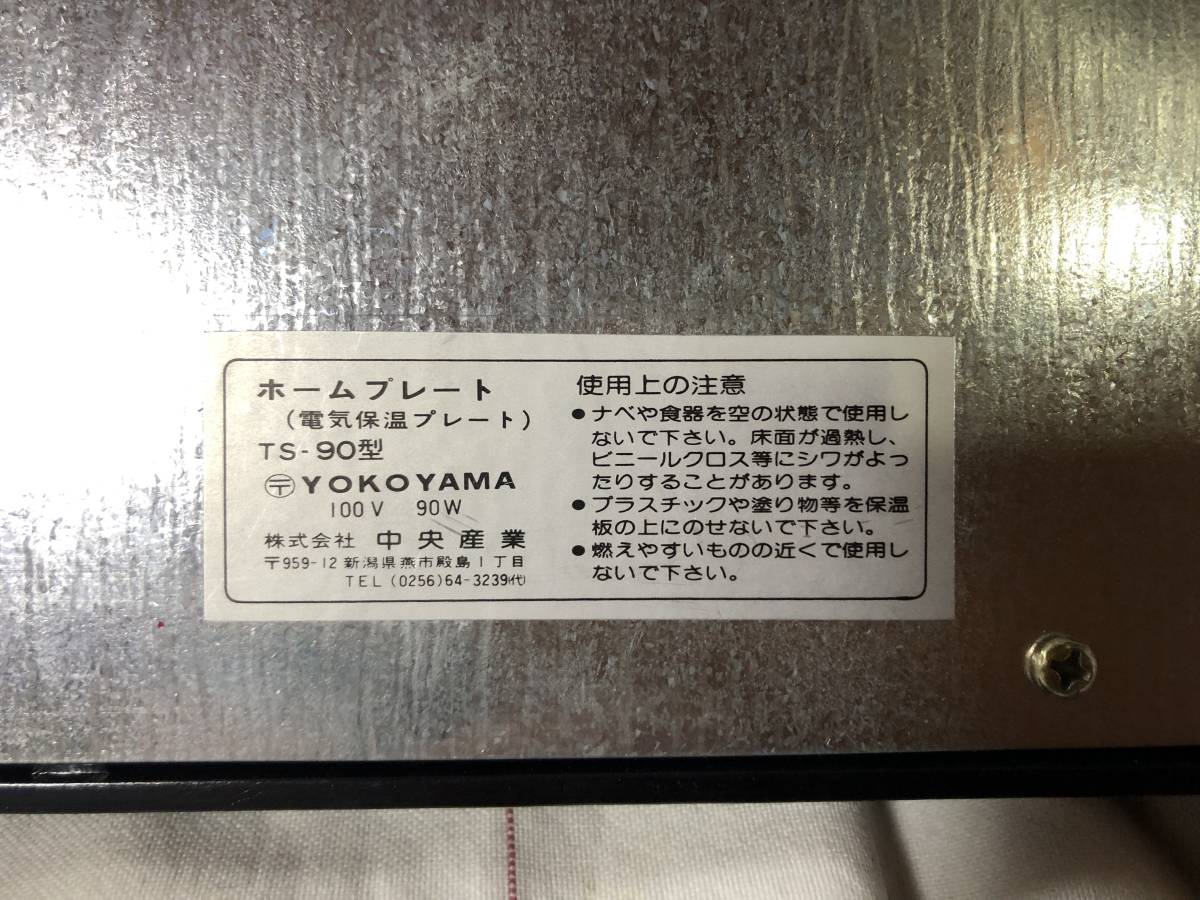 ホームプレート
(電気保温プレート)
TS-90型
〒YOKOYAMA
100V 90W
株式会社 中央産業
〒959-12 新潟県燕市殿島1丁目
TEL (0256)64-3239(代)
使用上の注意
●ナベや食器を空の状態で使用し
ないで下さい。床面が過熱し、
ビニールクロス等にシワがよっ
たりすることがあります。
●プラスチックや塗り物等を保温
板の上にのせないで下さい。
●燃えやすいものの近くで使用し
ないで下さい。